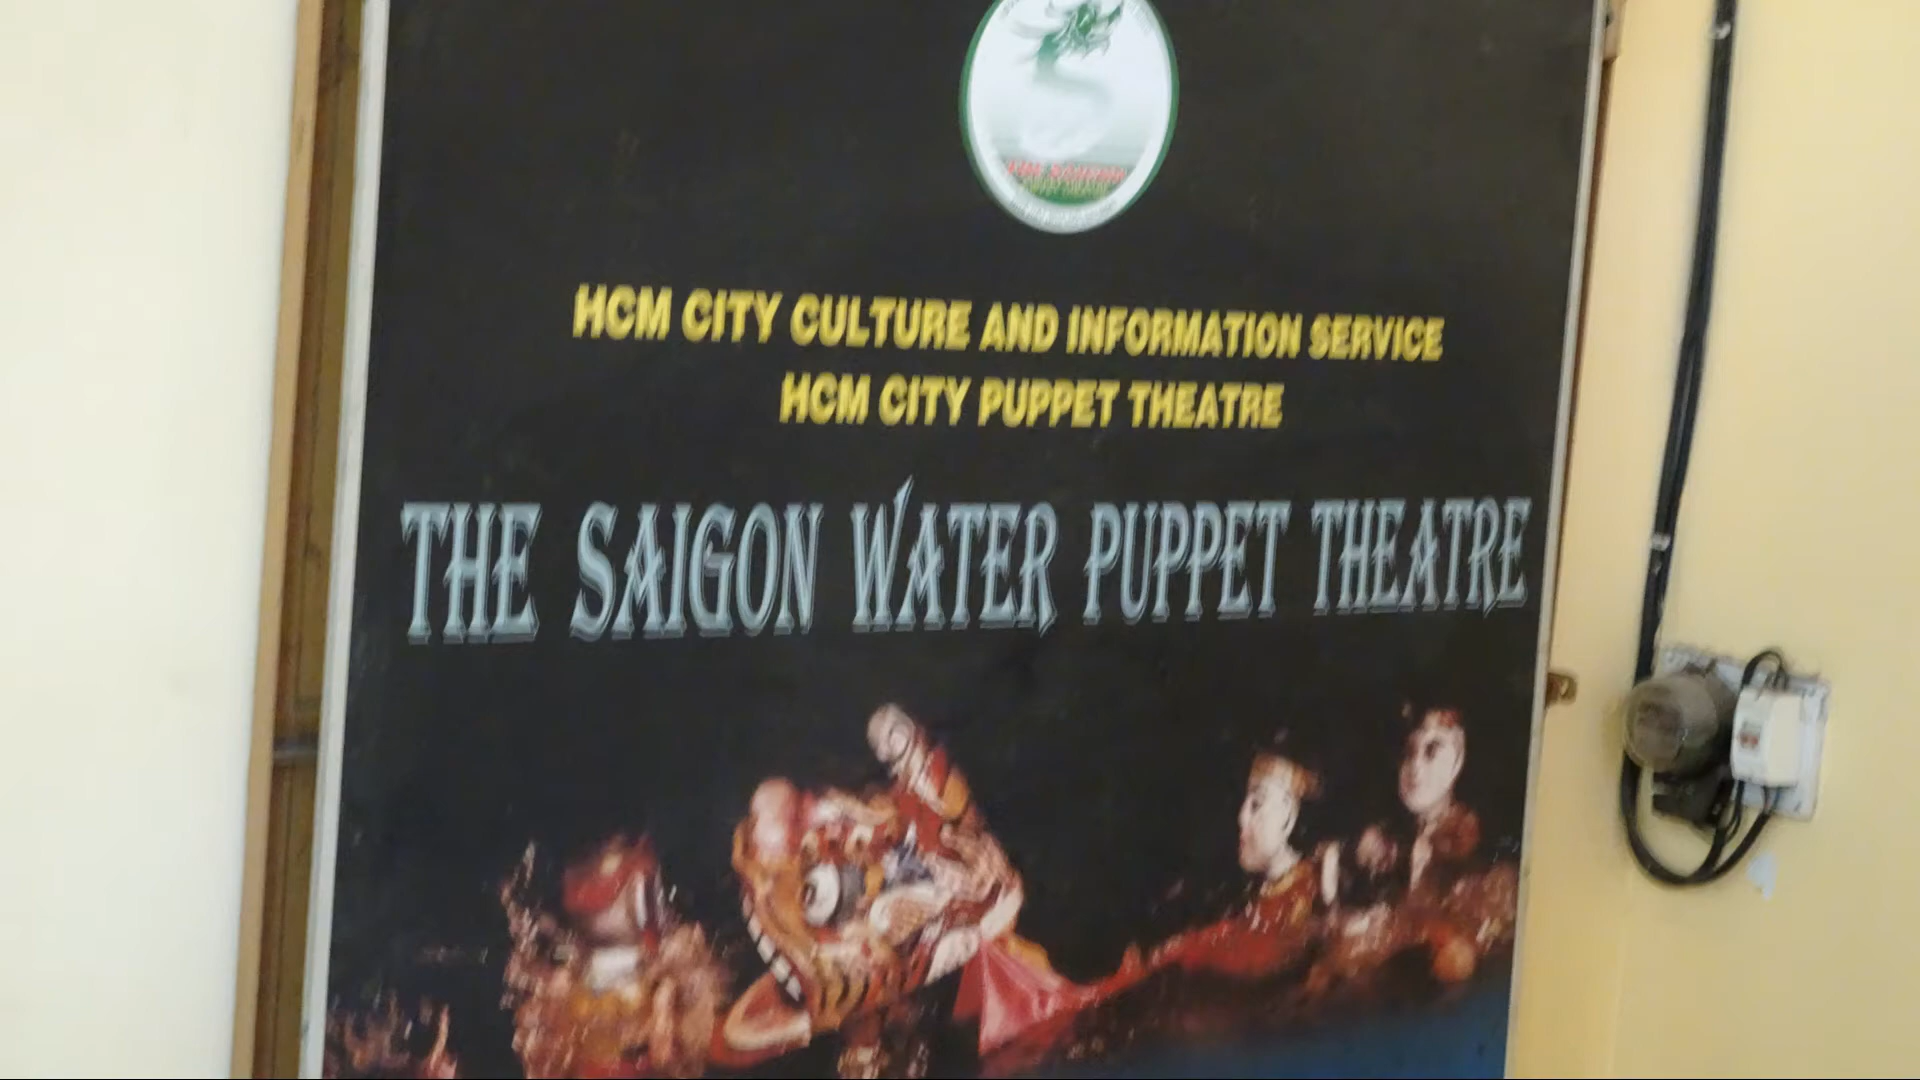 HCM CITY CULTURE AND INFORMATION SERVICE
HCM CITY PUPPET THEATRE
THE SAIGON WATER PUPPET THEATRE